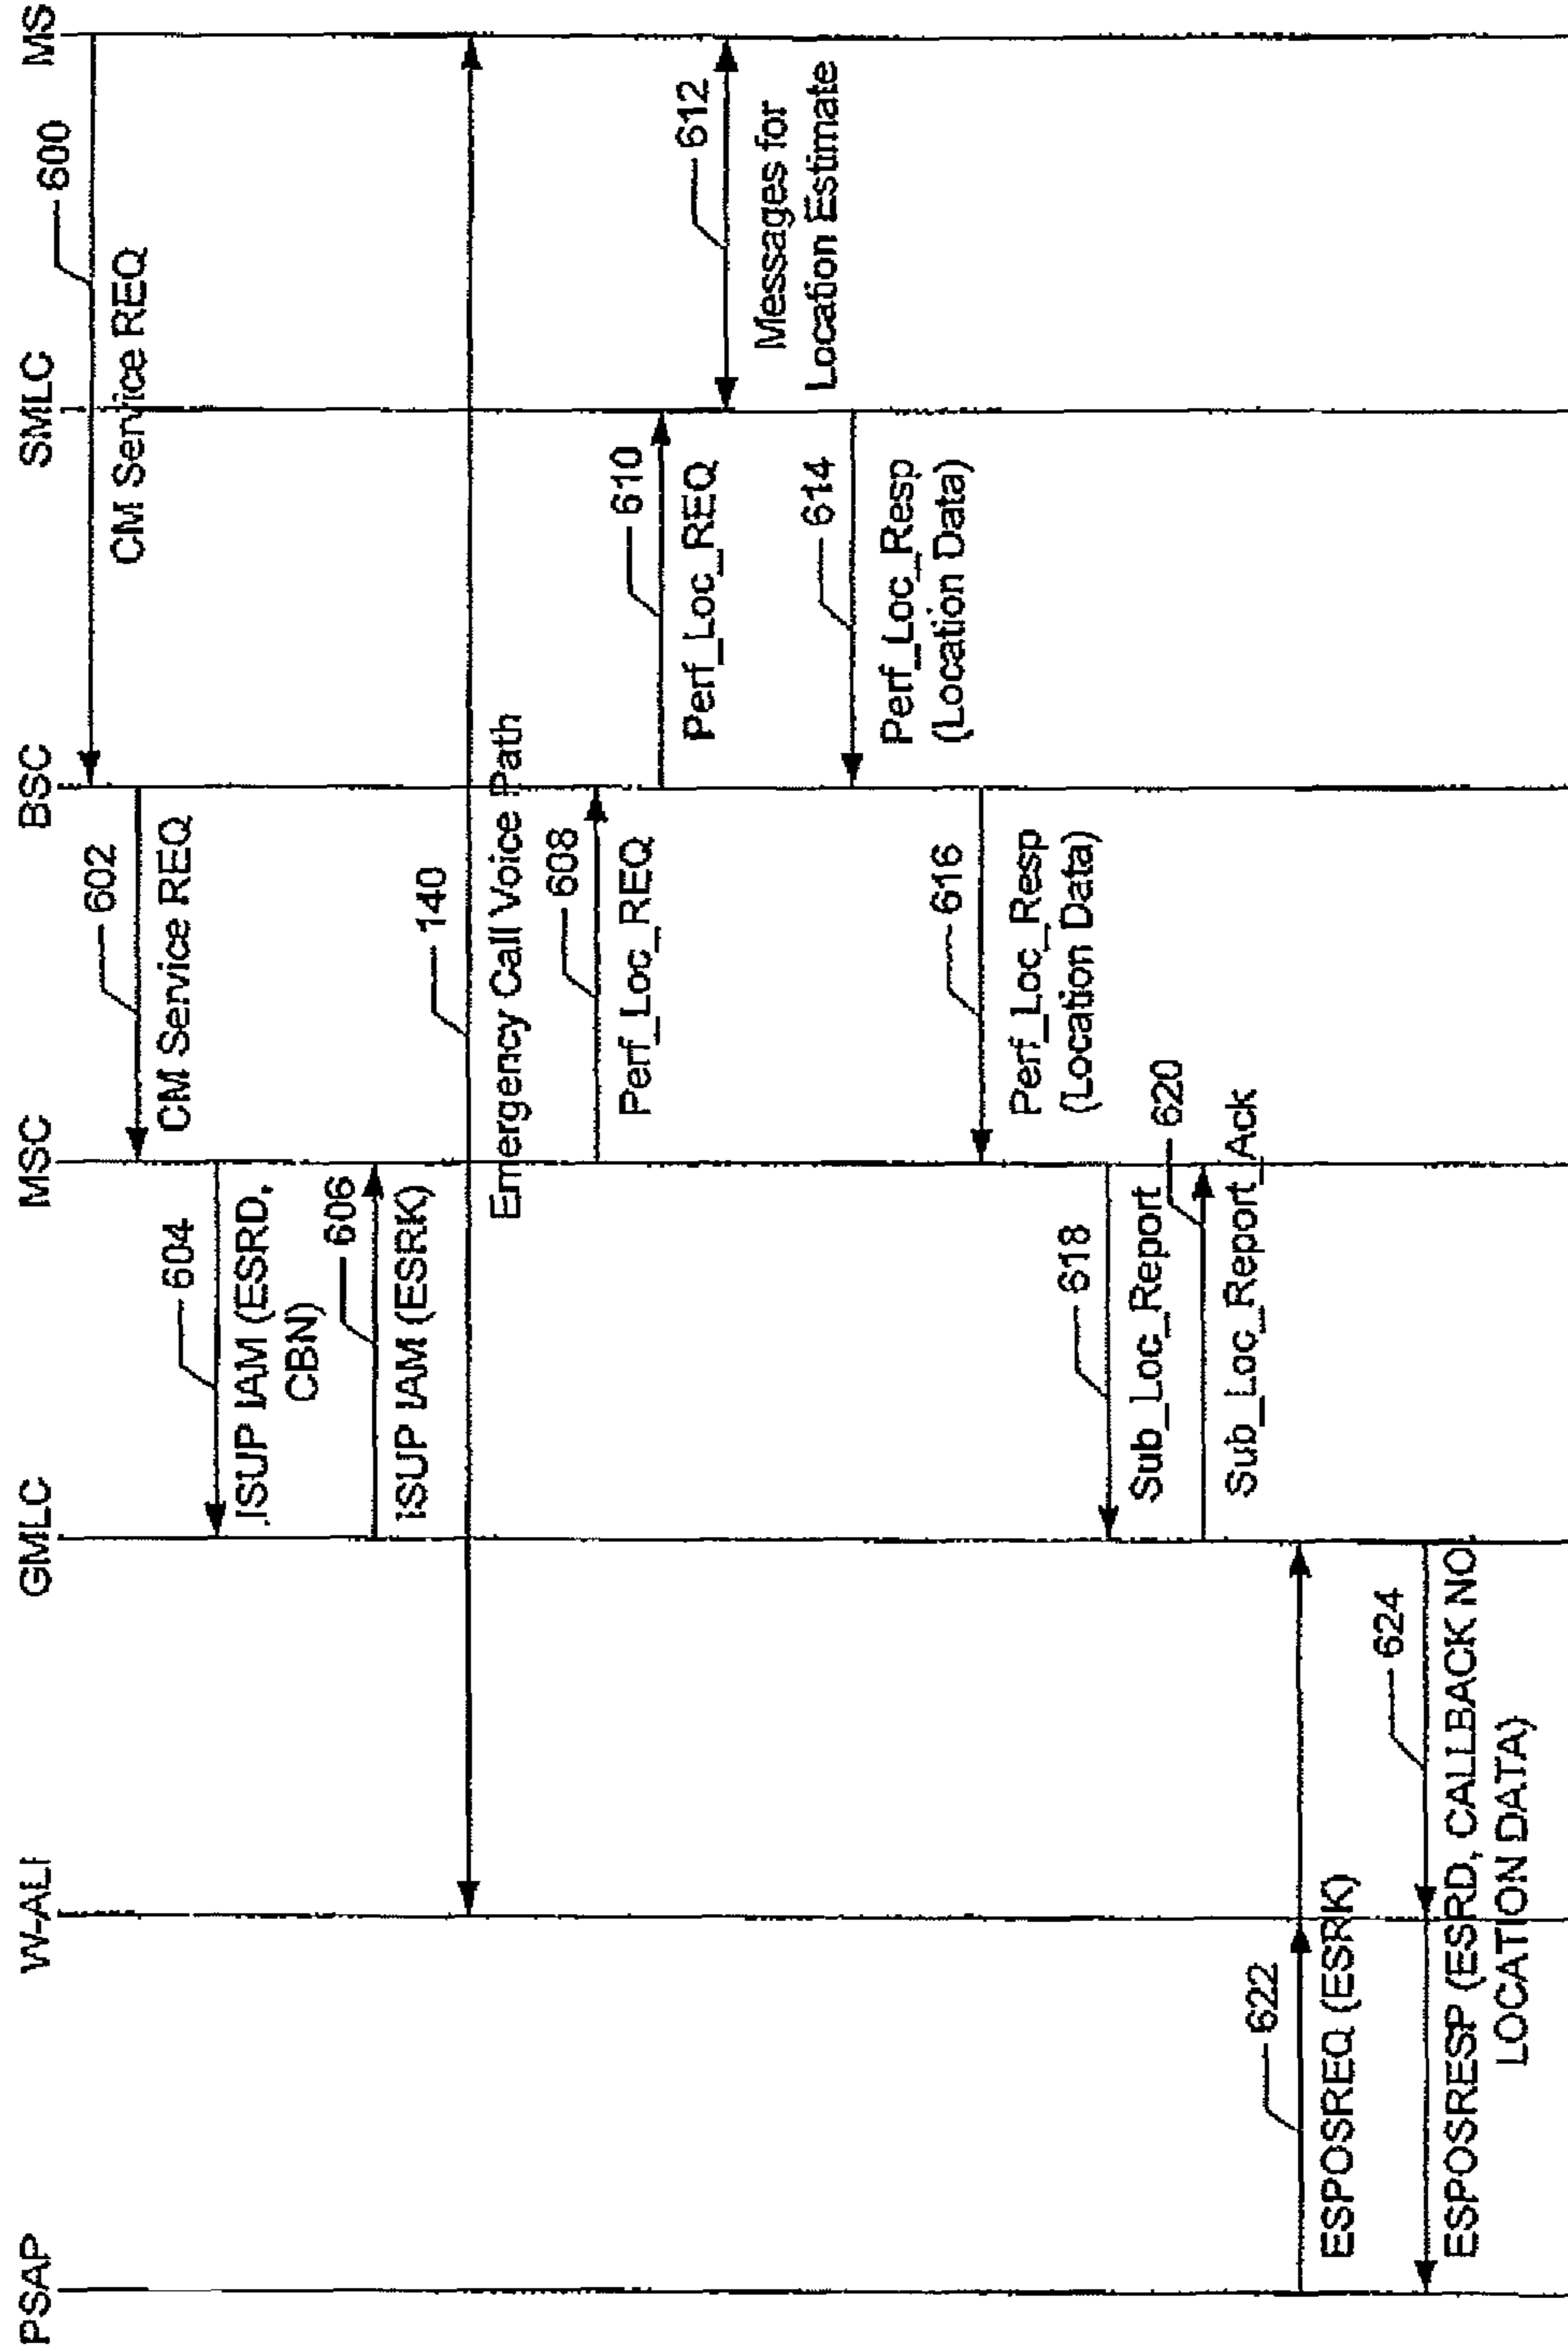 PSAP
W-ALI
GMLC
MSC
BSC
SMLC
MS
600
CM Service REQ
602
CM Service REQ
604
ISUP IAM (ESRD,
CBN)
606
ISUP IAM (ESRK)
140
Emergency Call Voice Path
608
Perf_Loc_REQ
610
Perf_Loc_REQ
612
Messages for
Location Estimate
614
Perf_Loc_Resp
(Location Data)
616
Perf_Loc_Resp
(Location Data)
618
Sub_Loc_Report
620
Sub_Loc_Report_Ack
622
ESPOSREQ (ESRK)
624
ESPOSRESP (ESRD, CALLBACK NO
LOCATION DATA)